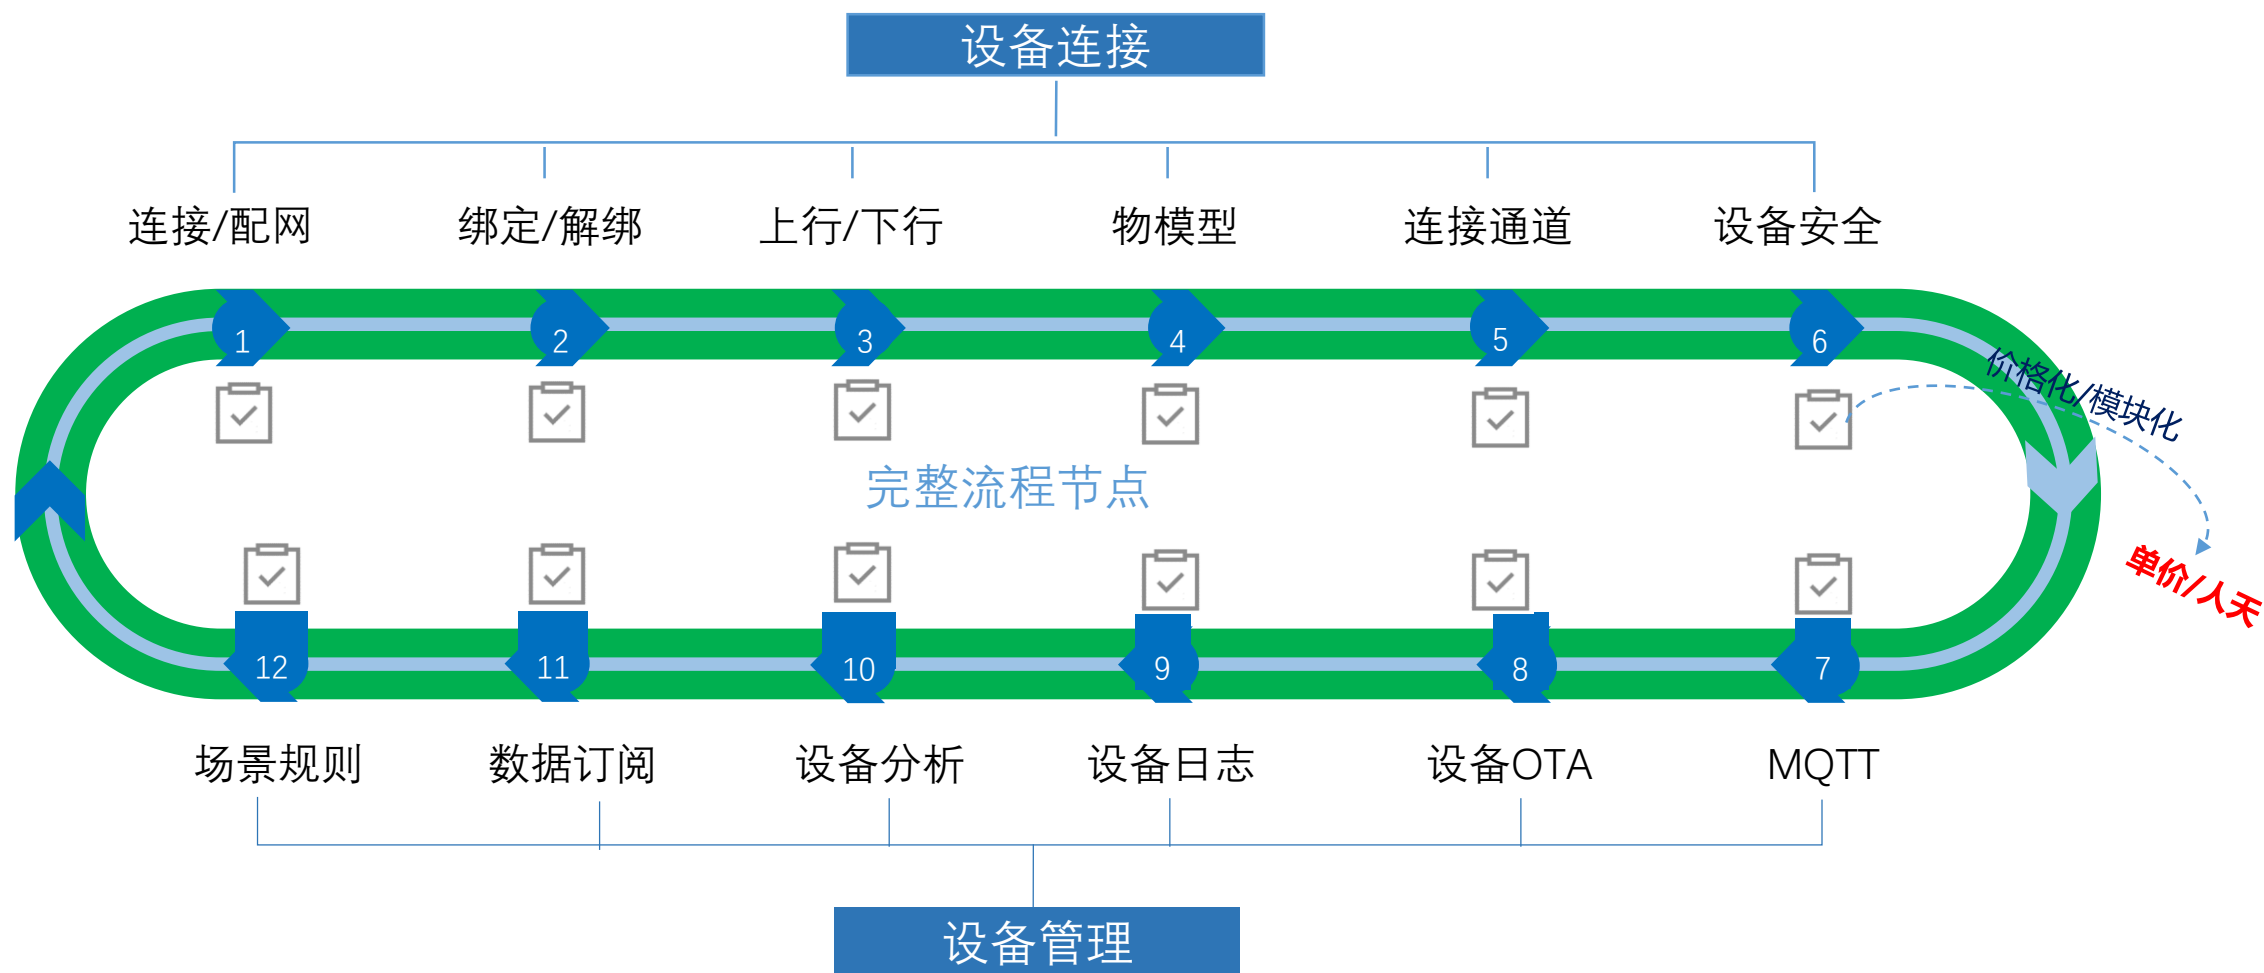 设备连接
连接/配网
绑定/解绑
上行/下行
物模型
连接通道
设备安全
1
2
3
4
5
6
价格化/模块化
完整流程节点
单价/人天
12
11
10
9
8
7
场景规则
数据订阅
设备分析
设备日志
设备OTA
MQTT
设备管理